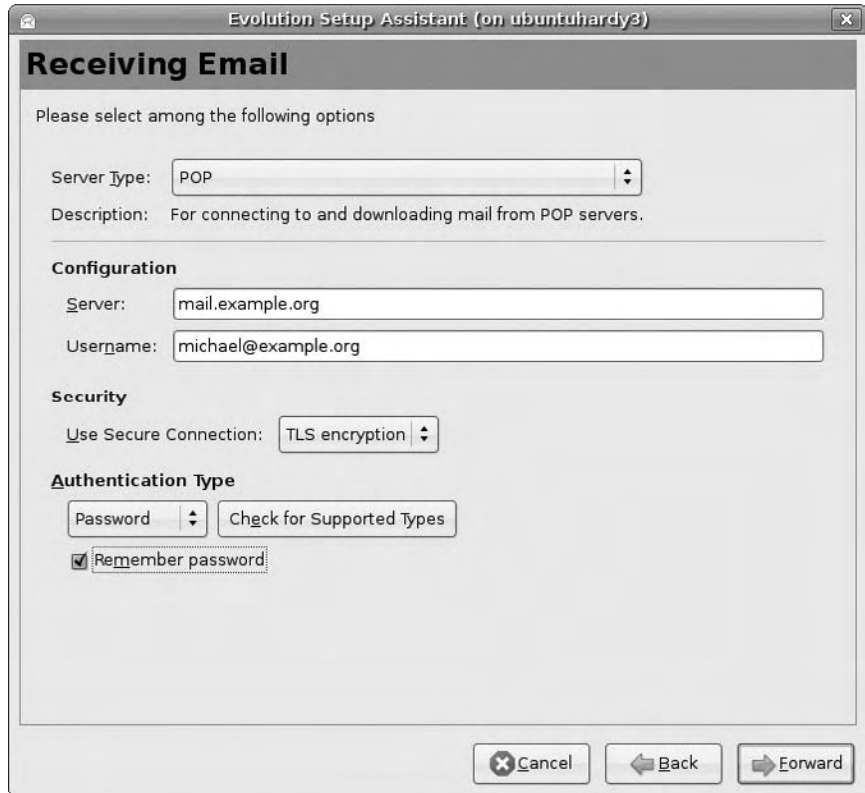 Evolution Setup Assistant (on ubuntuhardy3)
Receiving Email
Please select among the following options
Server Type: POP
Description: For connecting to and downloading mail from POP servers.
Configuration
Server: mail.example.org
Username: michael@example.org
Security
Use Secure Connection: TLS encryption
Authentication Type
Password Check for Supported Types
Remember password
Cancel Back Forward